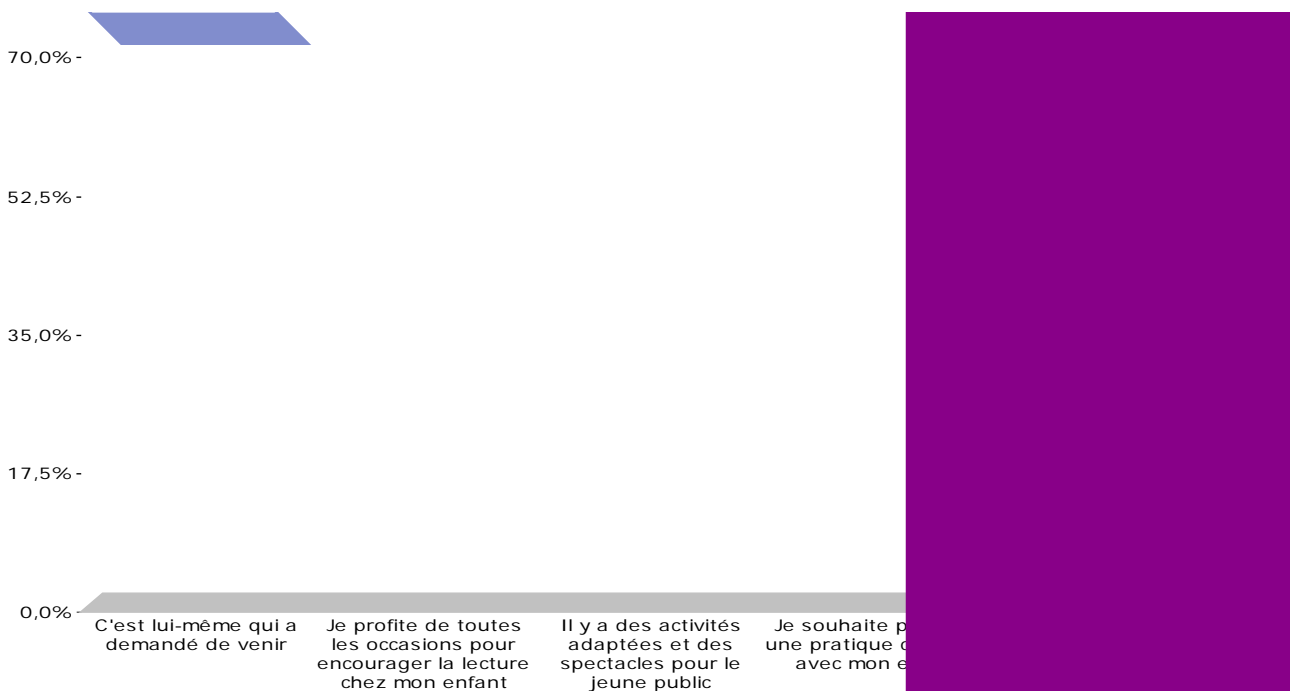 70,0%
52,5%
35,0%
17,5%
0,0%
C'est lui-même qui a
demandé de venir
Je profite de toutes
les occasions pour
encourager la lecture
chez mon enfant
Il y a des activités
adaptées et des
spectacles pour le
jeune public
Je souhaite
une pratique
avec mon